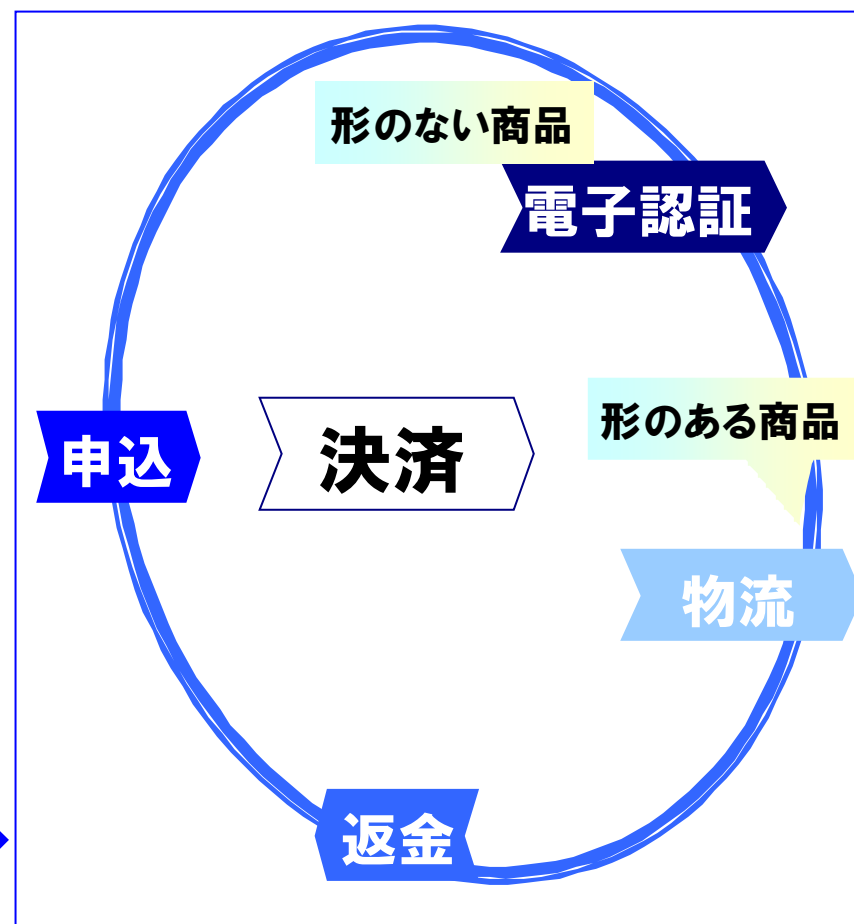 形のない商品
電子認証
形のある商品
申込
決済
物流
返金